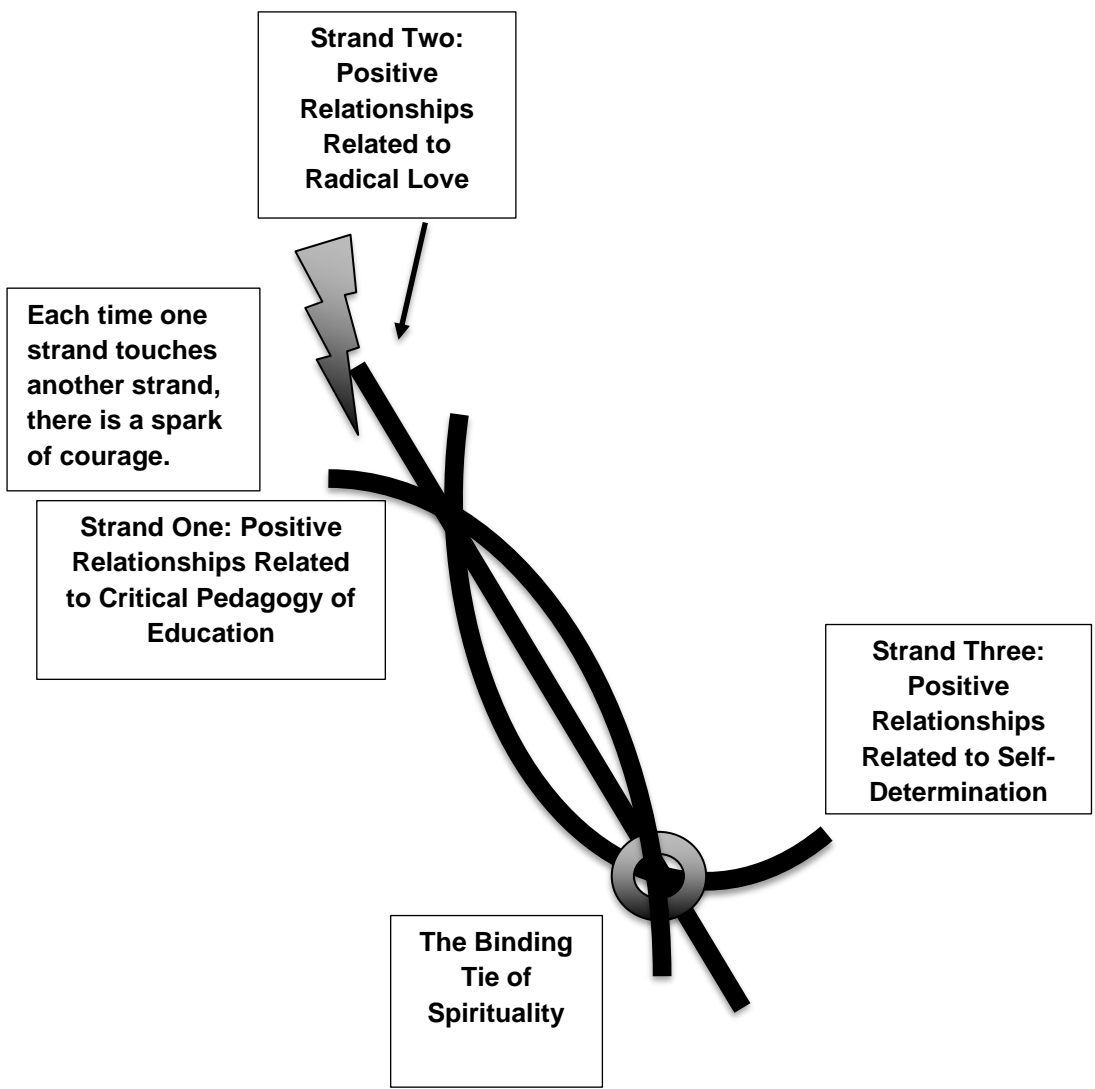 Strand Two:
Positive
Relationships
Related to
Radical Love
Each time one
strand touches
another strand,
there is a spark
of courage.
Strand One: Positive
Relationships Related
to Critical Pedagogy of
Education
Strand Three:
Positive
Relationships
Related to Self-
Determination
The Binding
Tie of
Spirituality